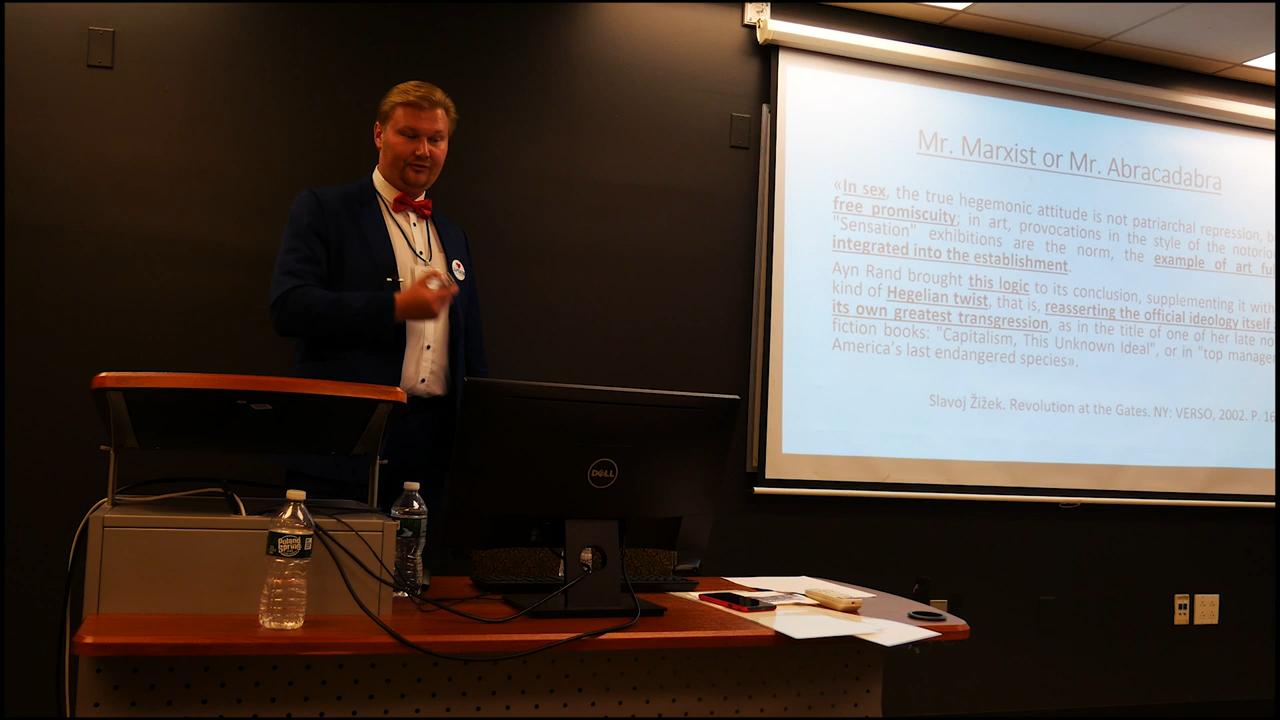 Mr. Marxist or Mr. Abracadabra
«In sex, the true hegemonic attitude is not patriarchal repression,
free promiscuity; in art, provocations in the style of the notorio
"Sensation" exhibitions are the norm, the example of art fu
integrated into the establishment.
Ayn Rand brought this logic to its conclusion, supplementing it with
kind of Hegelian twist, that is, reasserting the official ideology itself
its own greatest transgression, as in the title of one of her late no
fiction books: "Capitalism, This Unknown Ideal", or in "top manage
America's last endangered species».
Slavoj Žižek. Revolution at the Gates. NY: VERSO, 2002. P. 16
DELL
Poland
Spring